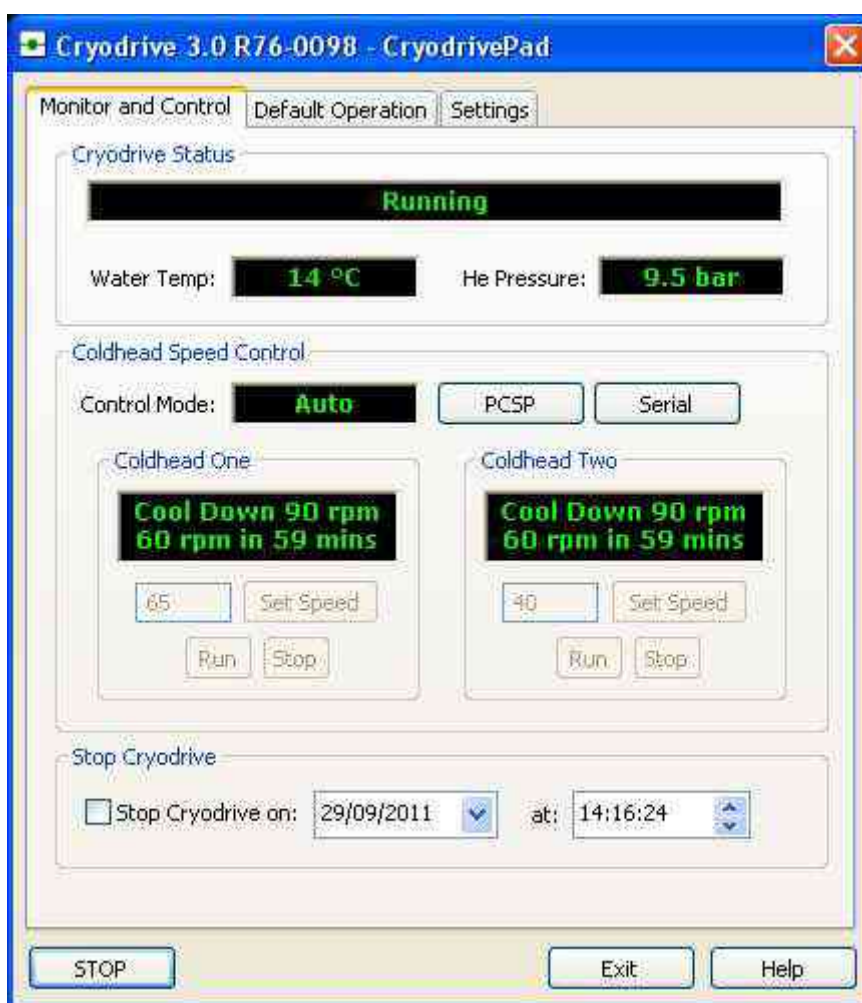 Cryodrive 3.0 R76-0098 - CryodrivePad
Monitor and Control Default Operation Settings
Cryodrive Status
Running
Water Temp: 14 ºC He Pressure: 9.5 bar
Coldhead Speed Control
Control Mode: Auto PCSP Serial
Coldhead One Coldhead Two
Cool Down 90 rpm Cool Down 90 rpm
60 rpm in 59 mins 60 rpm in 59 mins
65 Set Speed 40 Set Speed
Run Stop Run Stop
Stop Cryodrive
Stop Cryodrive on: 29/09/2011 at: 14:16:24
STOP Exit Help